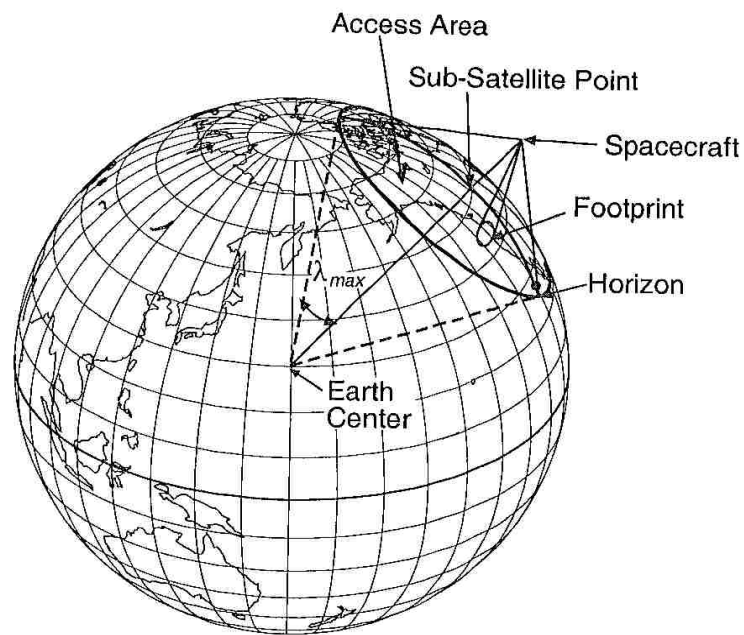 Access Area
Sub-Satellite Point
Spacecraft
Footprint
Horizon
λmax
Earth
Center